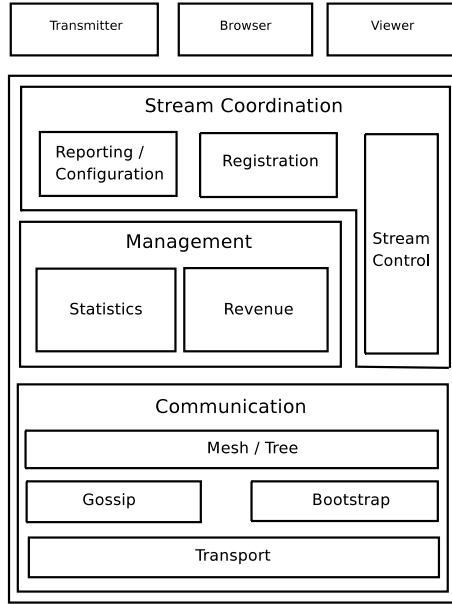 Transmitter
Browser
Viewer
Stream Coordination
Reporting /
Configuration
Registration
Stream
Control
Management
Statistics
Revenue
Communication
Mesh / Tree
Gossip
Bootstrap
Transport